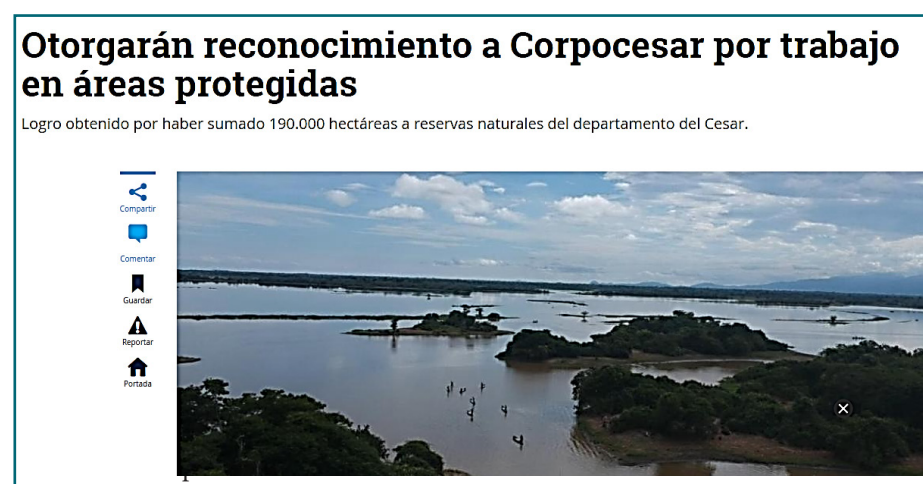 Otorgarán reconocimiento a Corpocesar por trabajo
en áreas protegidas
Logro obtenido por haber sumado 190.000 hectáreas a reservas naturales del departamento del Cesar.
Compartir
Comentar
Guardar
Reportar
Portada